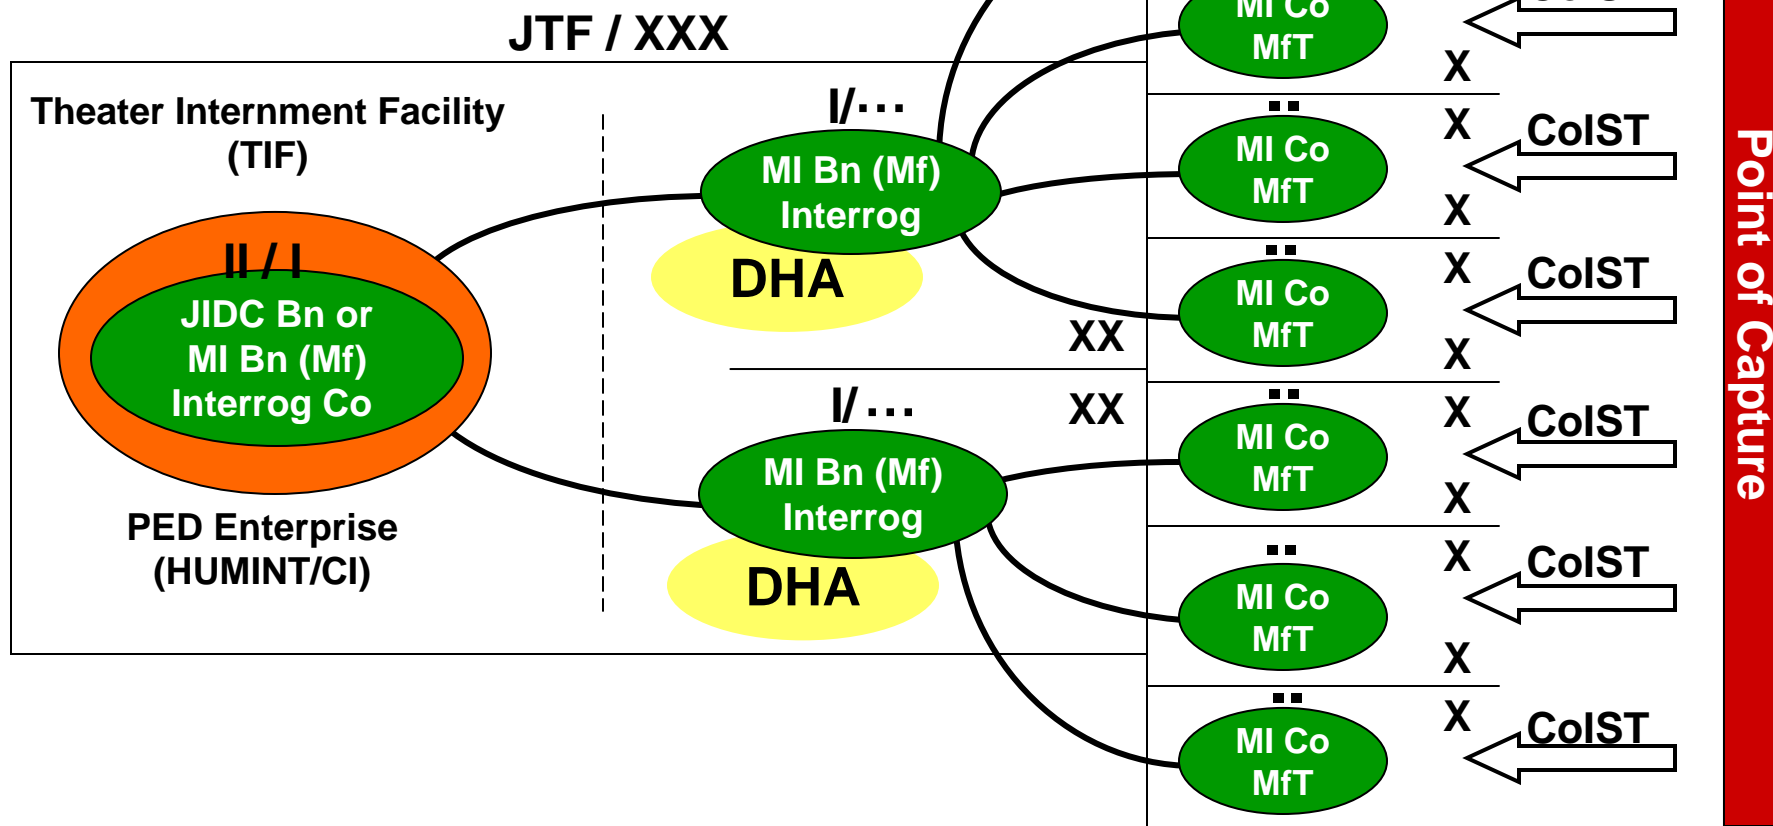 JTF / XXX
Theater Internment Facility
(TIF)
II / I
JIDC Bn or
MI Bn (Mf)
Interrog Co
PED Enterprise
(HUMINT/CI)
I/...
MI Bn (Mf)
Interrog
DHA
XX
XX
I/ ...
MI Bn (Mf)
Interrog
DHA
MI Co
MfT
X
X
CoIST
MI Co
MfT
X
X
CoIST
MI Co
MfT
X
X
CoIST
MI Co
MfT
X
X
CoIST
MI Co
MfT
X
X
CoIST
MI Co
MfT
Point of Capture